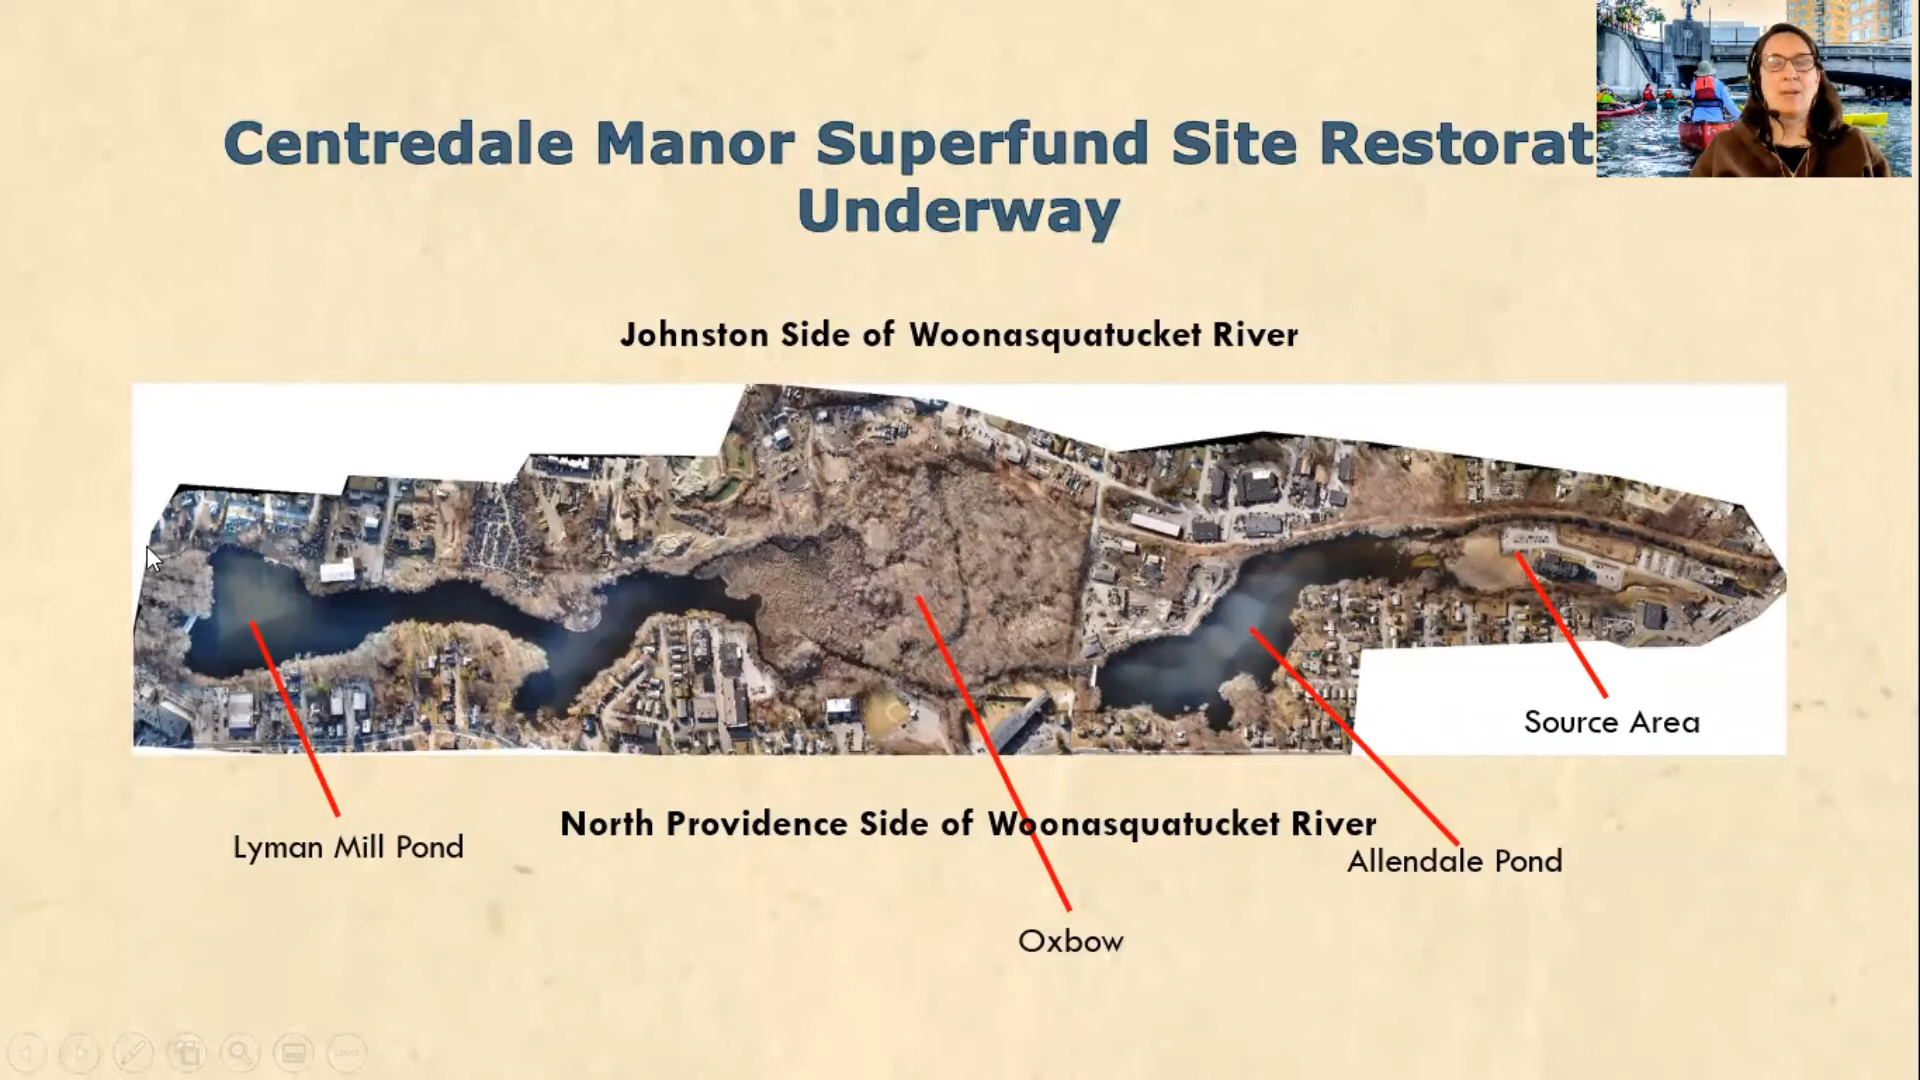 Centredale Manor Superfund Site Restorat
Underway
Johnston Side of Woonasquatucket River
Source Area
North Providence Side of Woonasquatucket River
Lyman Mill Pond
Allendale Pond
Oxbow